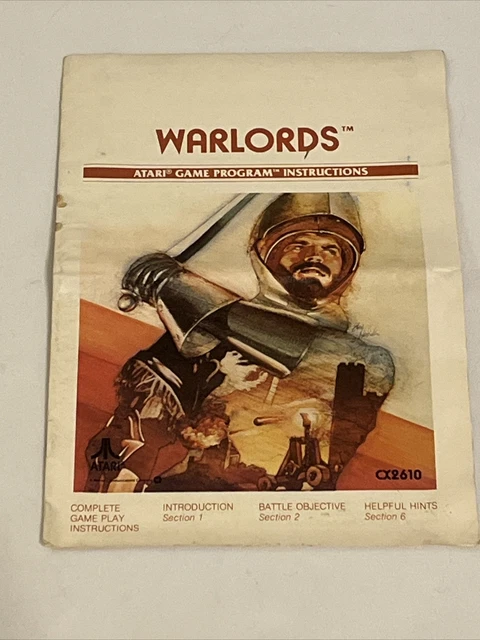 WARLORDS™
ATARI® GAME PROGRAM™ INSTRUCTIONS
ATARI
CX2610
COMPLETE
GAME PLAY
INSTRUCTIONS
INTRODUCTION
Section 1
BATTLE OBJECTIVE
Section 2
HELPFUL HINTS
Section 6